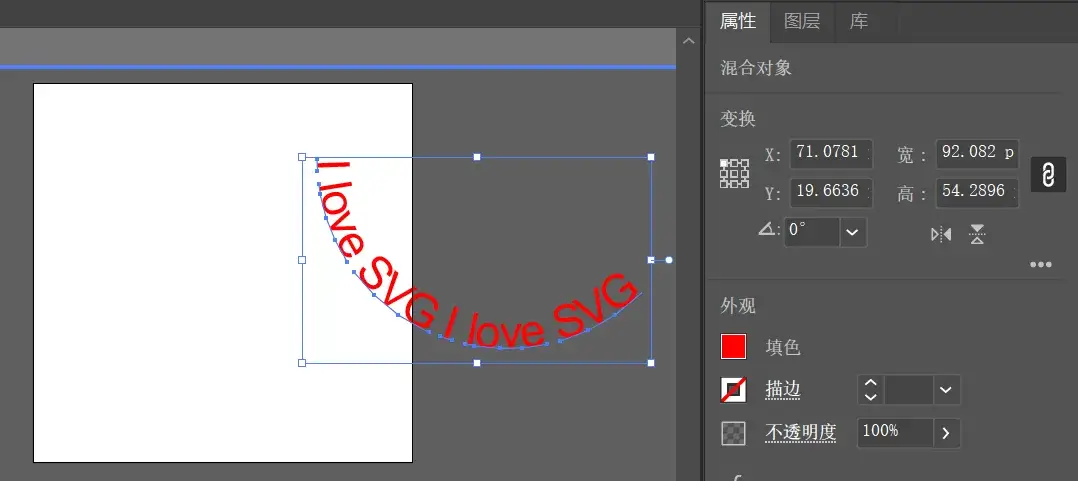 属性 图层 库
混合对象
变换
X: 71.0781 宽： 92.082 p
Y: 19.6636 高： 54.2896
0°
外观
填色
描边
不透明度 100%
I love SVG I love SVG